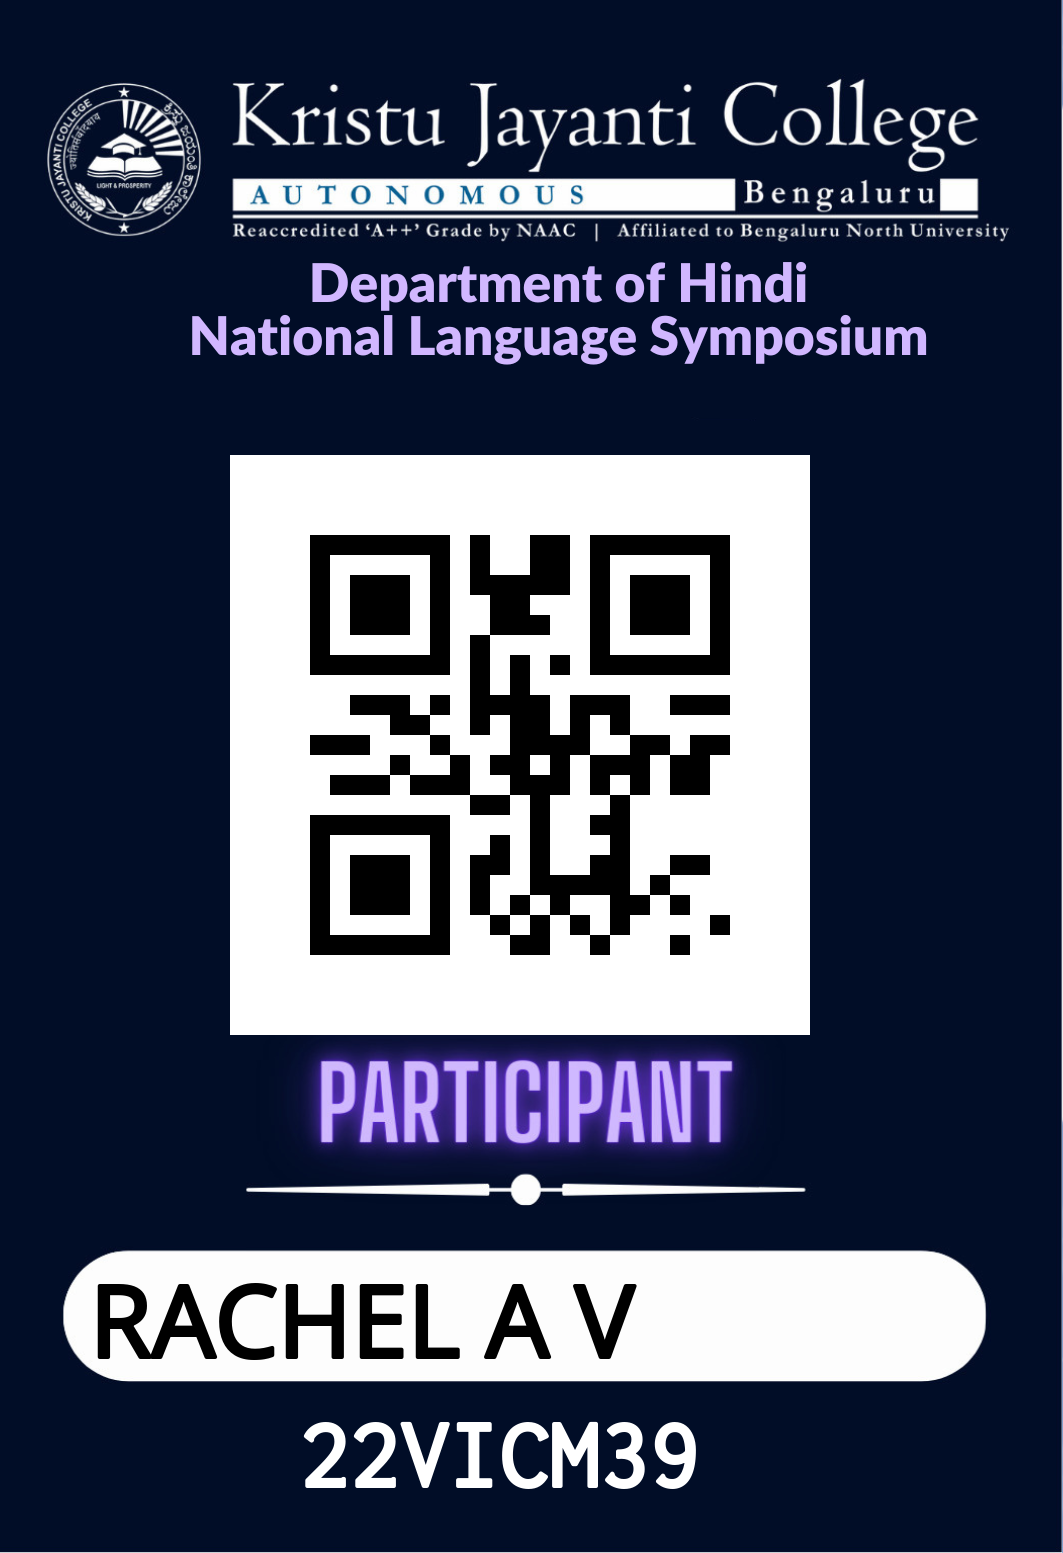 KRISTU JAYANTI COLLEGE
LIGHT & PROSPERITY
Kristu Jayanti College
AUTONOMOUS Bengaluru
Reaccredited ‘A++’ Grade by NAAC | Affiliated to Bengaluru North University
Department of Hindi
National Language Symposium
PARTICIPANT
RACHEL A V
22VICM39